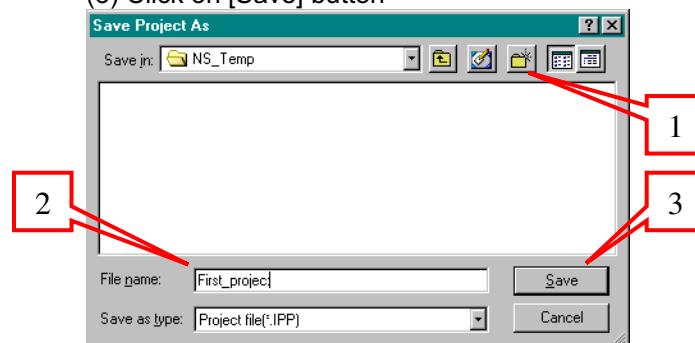 (3) Click on [Save] button
Save Project As
Save in: NS_Temp
1
2
3
File name: First_project
Save
Save as type: Project file(*.IPP)
Cancel